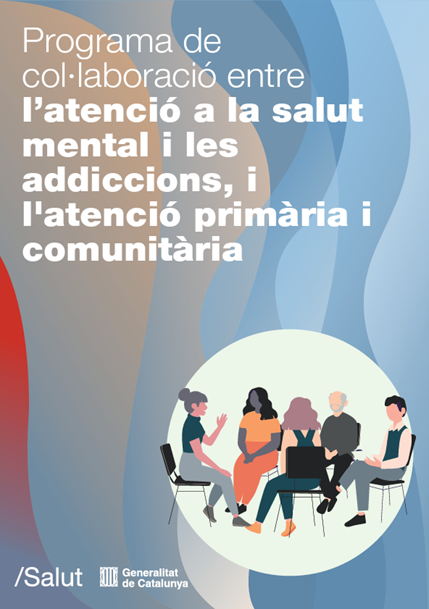 Programa de
col·laboració entre
l’atenció a la salut
mental i les
addiccions, i
l'atenció primària i
comunitària
/Salut
Generalitat
de Catalunya